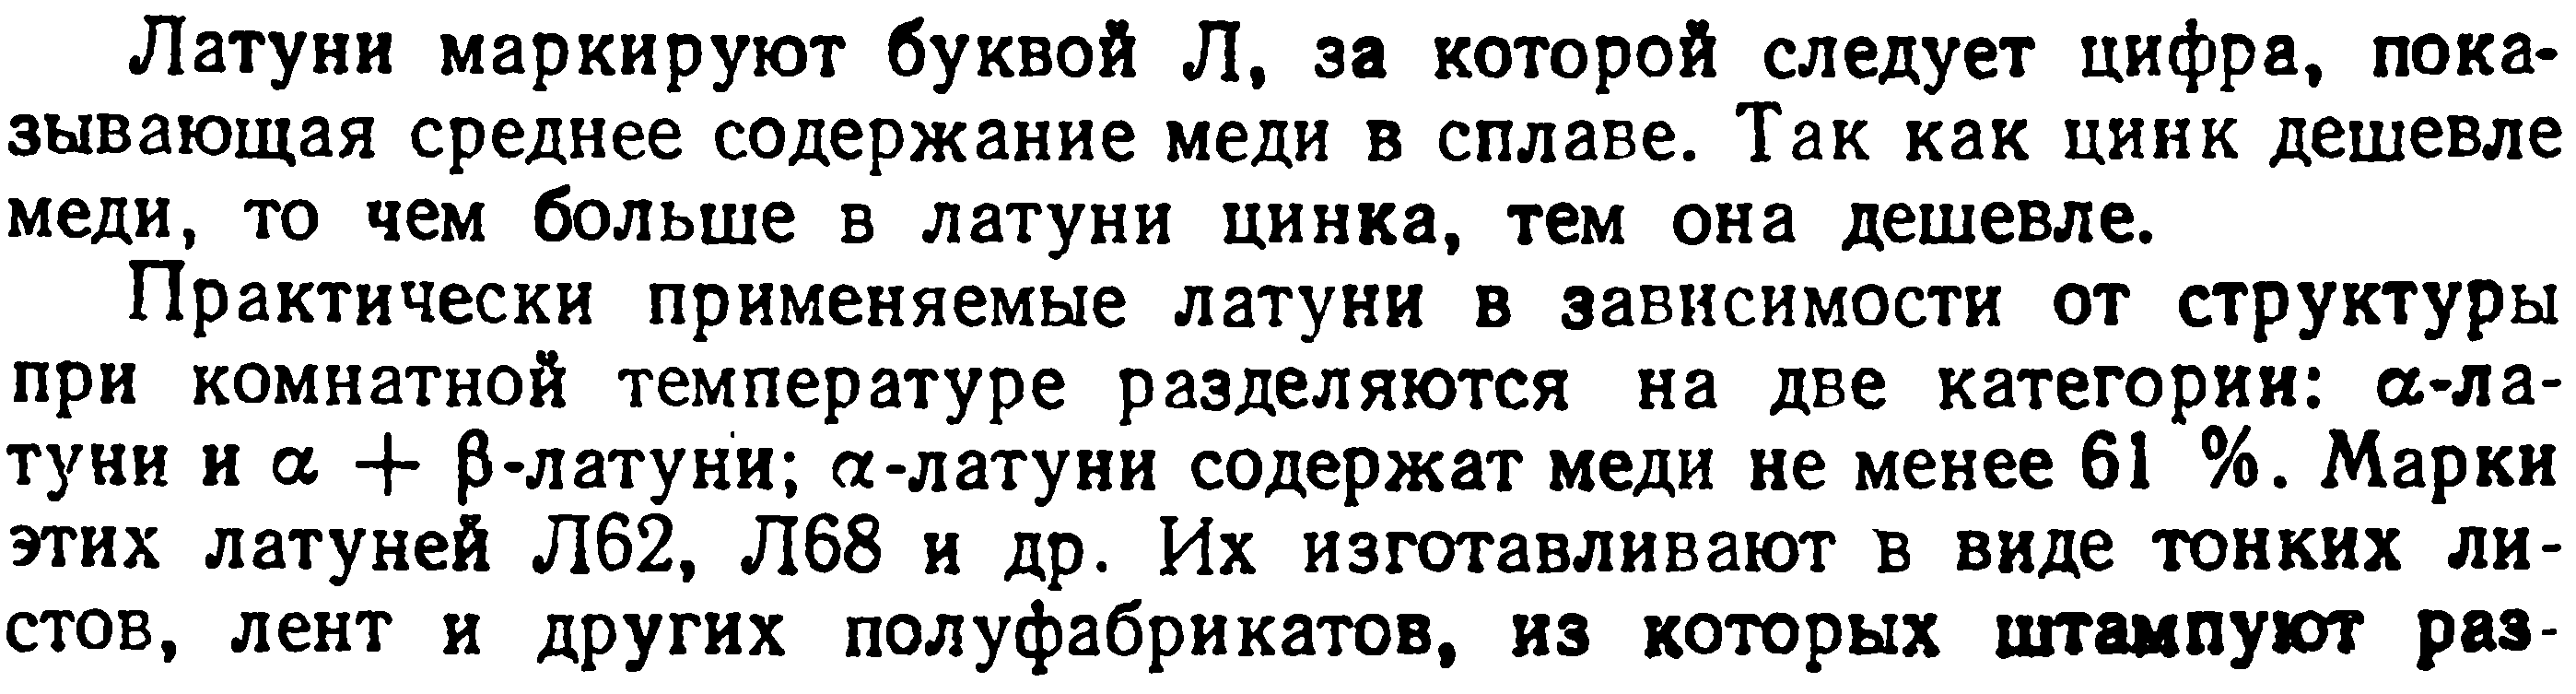 Латуни маркируют буквой Л, за которой следует цифра, пока-
зывающая среднее содержание меди в сплаве. Так как цинк дешевле
меди, то чем больше в латуни цинка, тем она дешевле.
Практически применяемые латуни в зависимости от структуры
при комнатной температуре разделяются на две категории: α-ла-
туни и α + β-латуни; α-латуни содержат меди не менее 61 %. Марки
этих латуней Л62, Л68 и др. Их изготавливают в виде тонких ли-
стов, лент и других полуфабрикатов, из которых штампуют раз-